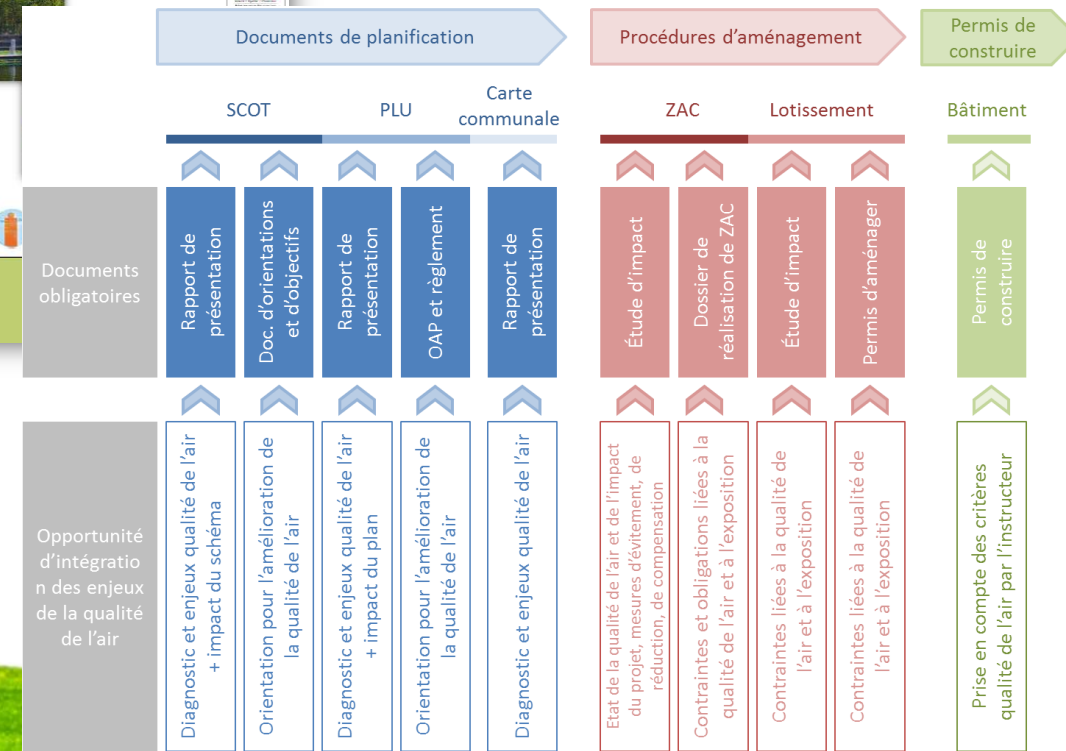 Documents de planification
Procédures d'aménagement
Permis de
construire
SCOT
PLU
Carte
communale
ZAC
Lotissement
Bâtiment
Documents
obligatoires
Rapport de
présentation
Doc. d'orientations
et d'objectifs
Rapport de
présentation
OAP et règlement
Rapport de
présentation
Étude d'impact
Dossier de
réalisation de ZAC
Étude d'impact
Permis d'aménager
Permis de
construire
Opportunité
d'intégratio
n des enjeux
de la qualité
de l'air
Diagnostic et enjeux qualité de l'air
+ impact du schéma
Orientation pour l'amélioration de
la qualité de l'air
Diagnostic et enjeux qualité de l'air
+ impact du plan
Orientation pour l'amélioration de
la qualité de l'air
Diagnostic et enjeux qualité de l'air
Etat de la qualité de l'air et de l'impact
du projet, mesures d'évitement, de
réduction, de compensation
Contraintes et obligations liées à la
qualité de l'air et à l'exposition
Contraintes liées à la qualité de
l'air et à l'exposition
Contraintes liées à la qualité de
l'air et à l'exposition
Prise en compte des critères
qualité de l'air par l'instructeur